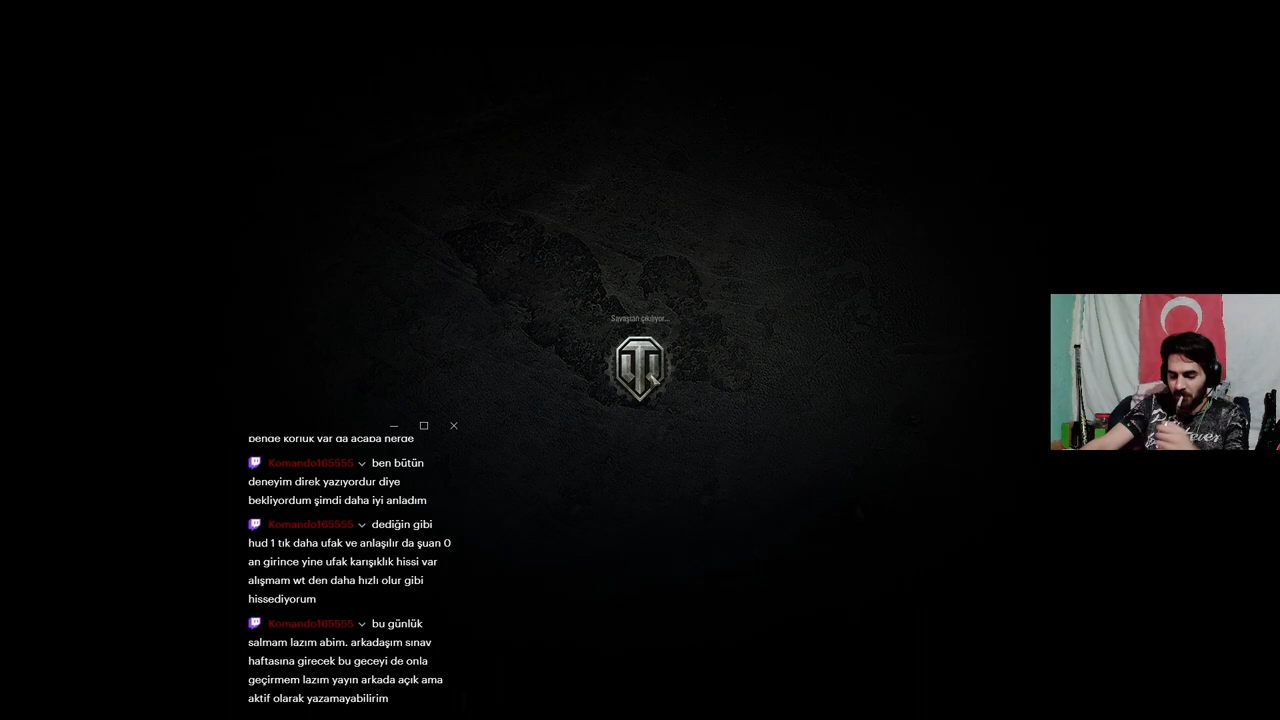 Savaştan çıkılıyor...
bende körlük var da acaba nerde
Komando165555 ben bütün
deneyim direk yazıyordur diye
bekliyordum şimdi daha iyi anladım
Komando165555 dediğin gibi
hud 1 tık daha ufak ve anlaşılır da şuan 0
an girince yine ufak karışıklık hissi var
alışmam wt den daha hızlı olur gibi
hissediyorum
Komando165555 bu günlük
salmam lazım abim. arkadaşım sınav
haftasına girecek bu geceyi de onla
geçirmem lazım yayın arkada açık ama
aktif olarak yazamayabilirim